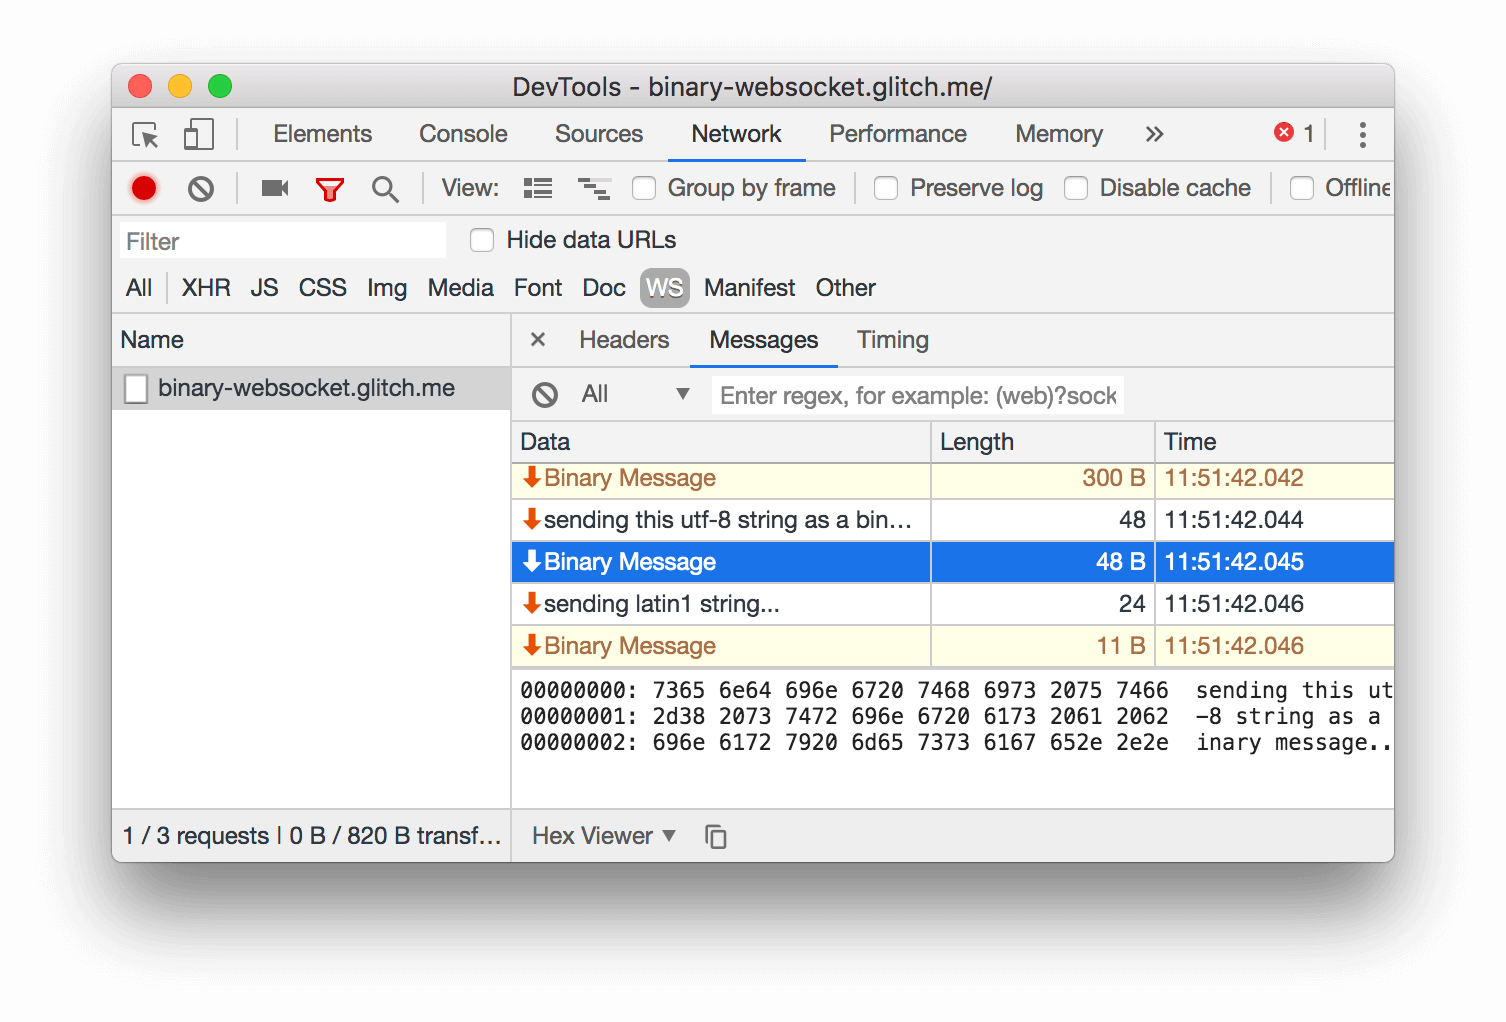 DevTools - binary-websocket.glitch.me/
Elements Console Sources Network Performance Memory » 1
View: Group by frame Preserve log Disable cache Offline
Filter Hide data URLs
All XHR JS CSS Img Media Font Doc WS Manifest Other
Name
binary-websocket.glitch.me
× Headers Messages Timing
All Enter regex, for example: (web)?sock
Data Length Time
Binary Message 300 B 11:51:42.042
sending this utf-8 string as a bin… 48 11:51:42.044
Binary Message 48 B 11:51:42.045
sending latin1 string... 24 11:51:42.046
Binary Message 11 B 11:51:42.046
00000000: 7365 6e64 696e 6720 7468 6973 2075 7466 sending this ut
00000001: 2d38 2073 7472 696e 6720 6173 2061 2062 -8 string as a
00000002: 696e 6172 7920 6d65 7373 6167 652e 2e2e inary message..
1 / 3 requests | 0 B / 820 B transf…
Hex Viewer